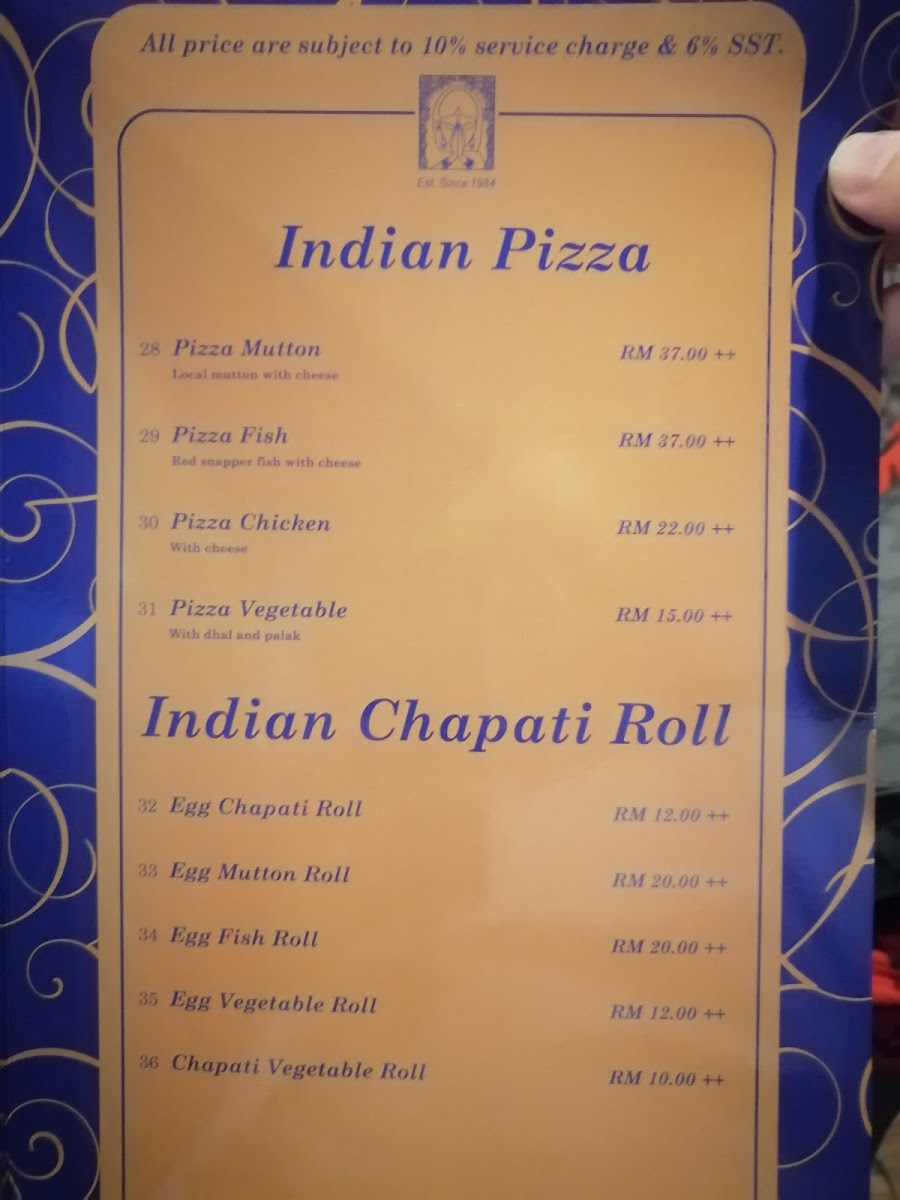 All price are subject to 10% service charge & 6% SST.
Est. Since 1984
Indian Pizza
28 Pizza Mutton RM 37.00 ++
Local mutton with cheese
29 Pizza Fish RM 37.00 ++
Red snapper fish with cheese
30 Pizza Chicken RM 22.00 ++
With cheese
31 Pizza Vegetable RM 15.00 ++
With dhal and palak
Indian Chapati Roll
32 Egg Chapati Roll RM 12.00 ++
33 Egg Mutton Roll RM 20.00 ++
34 Egg Fish Roll RM 20.00 ++
35 Egg Vegetable Roll RM 12.00 ++
36 Chapati Vegetable Roll RM 10.00 ++